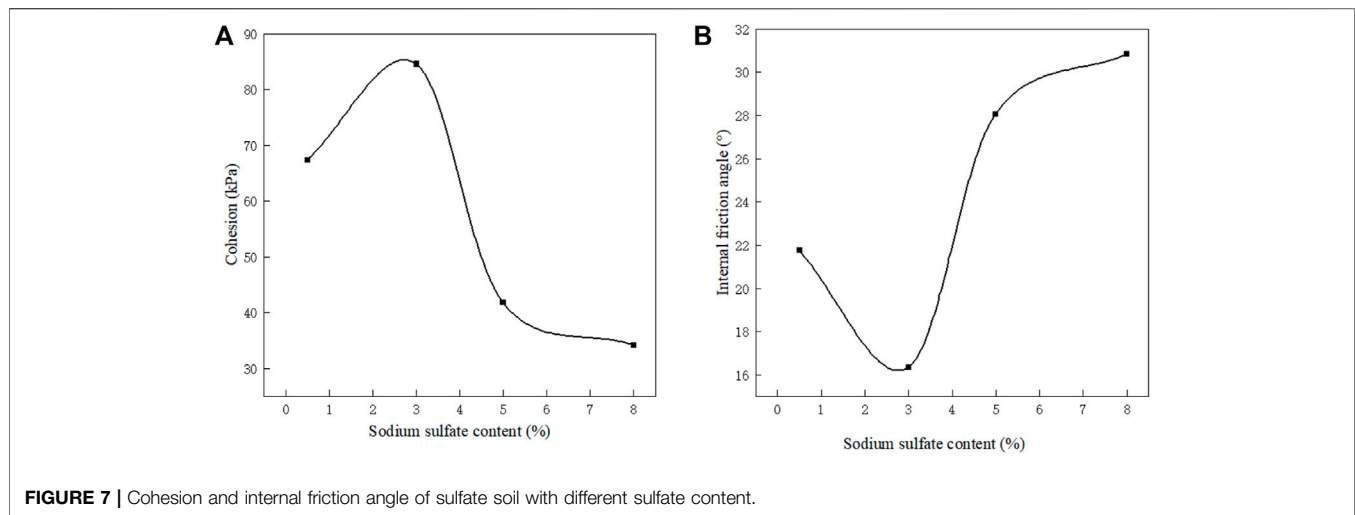 A
90
80
70
60
50
40
30
Cohesion (kPa)
0 1 2 3 4 5 6 7 8
Sodium sulfate content (%)
B
32
30
28
26
24
22
20
18
16
Internal friction angle (°)
0 1 2 3 4 5 6 7 8
Sodium sulfate content (%)
FIGURE 7 | Cohesion and internal friction angle of sulfate soil with different sulfate content.